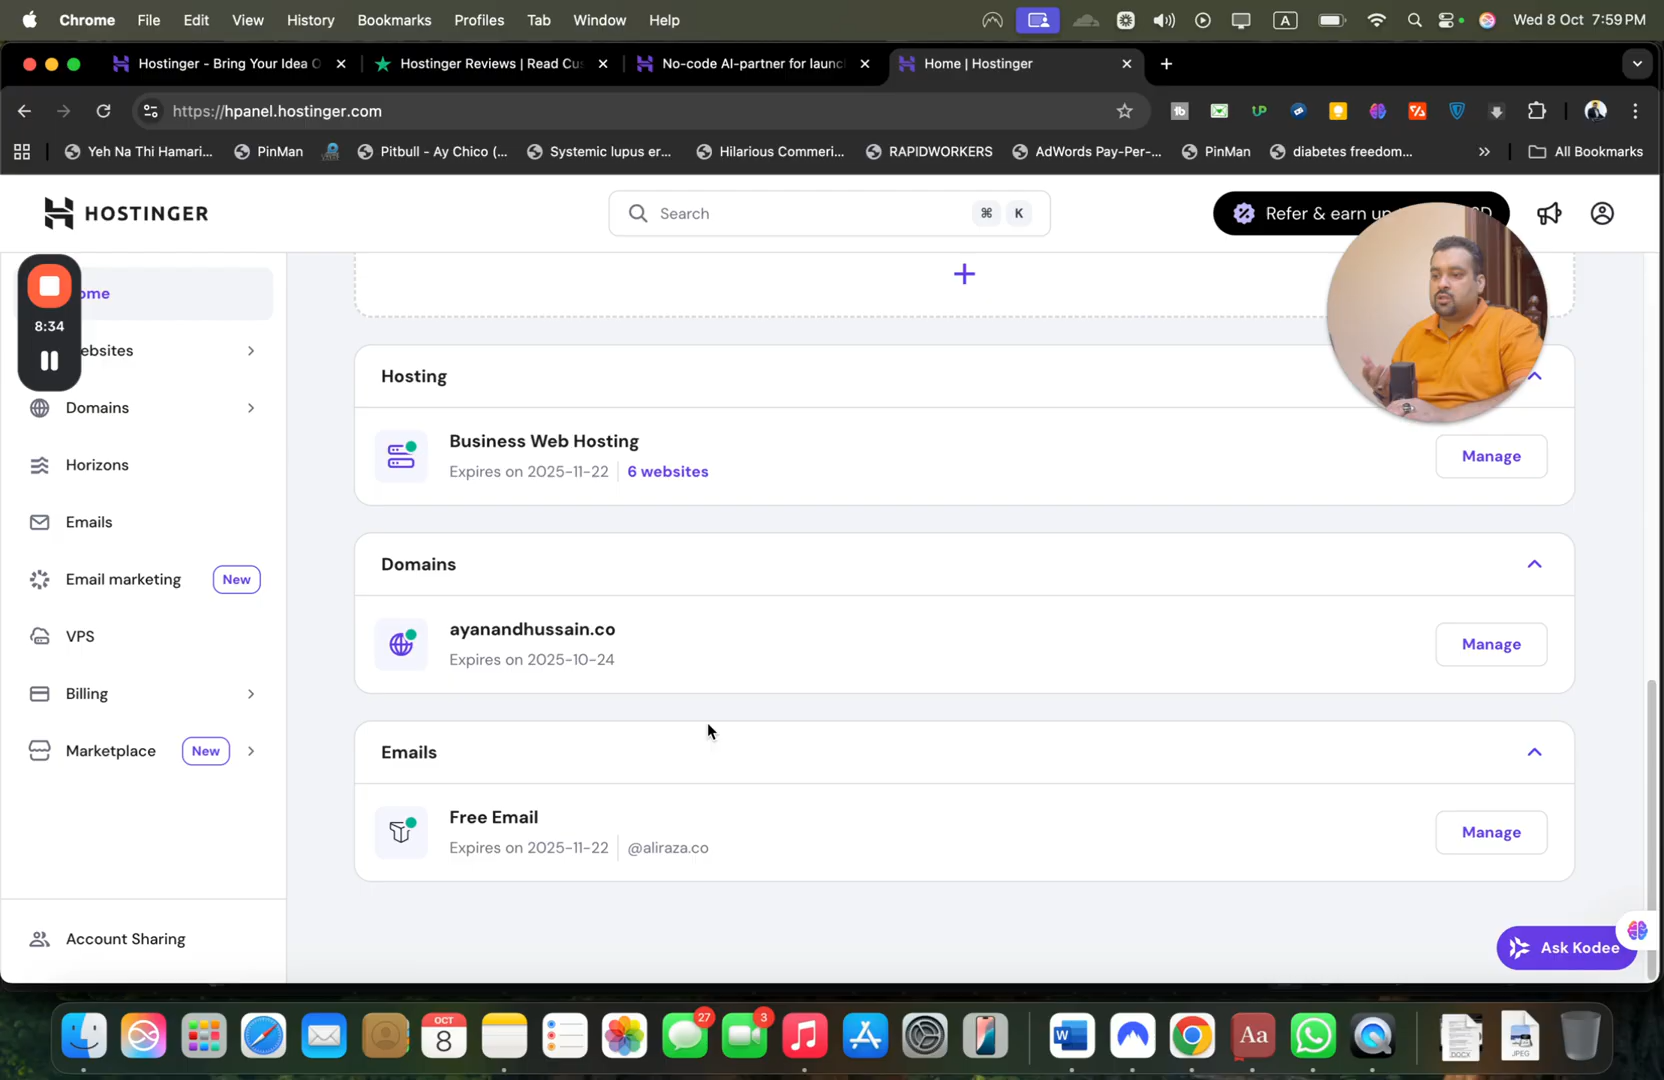 Chrome File Edit View History Bookmarks Profiles Tab Window Help A Wed 8 Oct 7:59 PM
Hostinger - Bring Your Idea O Hostinger Reviews | Read Cus No-code AI-partner for launc Home | Hostinger
https://hpanel.hostinger.com
Yeh Na Thi Hamari... PinMan Pitbull - Ay Chico (... Systemic lupus er... Hilarious Commeri... RAPIDWORKERS AdWords Pay-Per-... PinMan diabetes freedom... All Bookmarks
HOSTINGER Search ⌘ K Refer & earn up
8:34
ome
ebsites
Domains
Horizons
Emails
Email marketing New
VPS
Billing
Marketplace New
Account Sharing
Hosting
Business Web Hosting
Expires on 2025-11-22 6 websites
Manage
Domains
ayanandhussain.co
Expires on 2025-10-24
Manage
Emails
Free Email
Expires on 2025-11-22 @aliraza.co
Manage
Ask Kodee
OCT
8
27
3
W
Aa
DOCX
JPEG